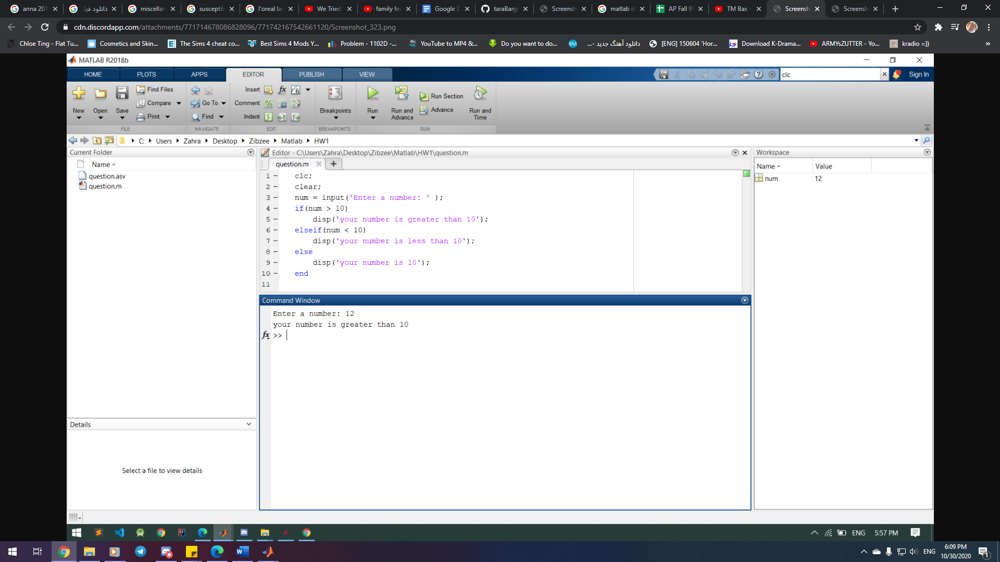 anna 201
دانلود فیلـ
miscellan
susceptib
l'oreal las
We Tried
family feu
Google D
taraBargh
Screensh
matlab d
AP Fall 99
TM Bax -
Screensh
Screensh
cdn.discordapp.com/attachments/771714678086828096/771742167542661120/Screenshot_323.png
Chloe Ting - Flat Tu...
Cosmetics and Skin...
The Sims 4 cheat co...
Best Sims 4 Mods Y...
Problem - 1102D -...
YouTube to MP4 &...
Do you want to do...
دانلود آهنگ جدید -...
[ENG] 150604 'Hor...
Download K-Drama...
ARMYsZUTTER - Yo...
kradio =))
»
MATLAB R2018b
HOME PLOTS APPS EDITOR PUBLISH VIEW
clc
Sign In
New Open Save
Find Files
Compare
Print
FILE
Go To
Find
NAVIGATE
Insert
Comment
Indent
EDIT
Breakpoints
BREAKPOINTS
Run
Run and Advance
Run Section
Advance
Run and Time
RUN
C: Users Zahra Desktop Zibzee Matlab HW1
Current Folder
Name
question.asv
question.m
Details
Select a file to view details
Editor - C:\Users\Zahra\Desktop\Zibzee\Matlab\HW1\question.m
question.m
1 - clc;
2 - clear;
3 - num = input('Enter a number: ' );
4 - if(num > 10)
5 - disp('your number is greater than 10');
6 - elseif(num < 10)
7 - disp('your number is less than 10');
8 - else
9 - disp('your number is 10');
10 - end
11
Command Window
Enter a number: 12
your number is greater than 10
fx >>
Workspace
Name Value
num 12
ENG 5:57 PM
ENG
6:09 PM
10/30/2020
1